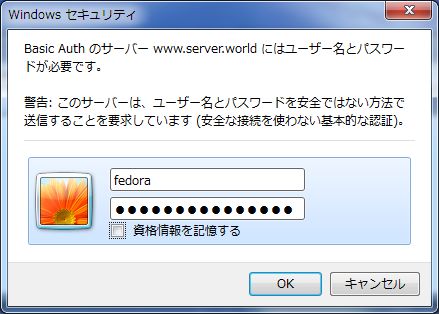 Windows セキュリティ
Basic Auth のサーバー www.server.world にはユーザー名とパスワー
ドが必要です。
警告: このサーバーは、ユーザー名とパスワードを安全ではない方法で
送信することを要求しています (安全な接続を使わない基本的な認証)。
fedora
●●●●●●●●●●●●●●●
資格情報を記憶する
OK
キャンセル